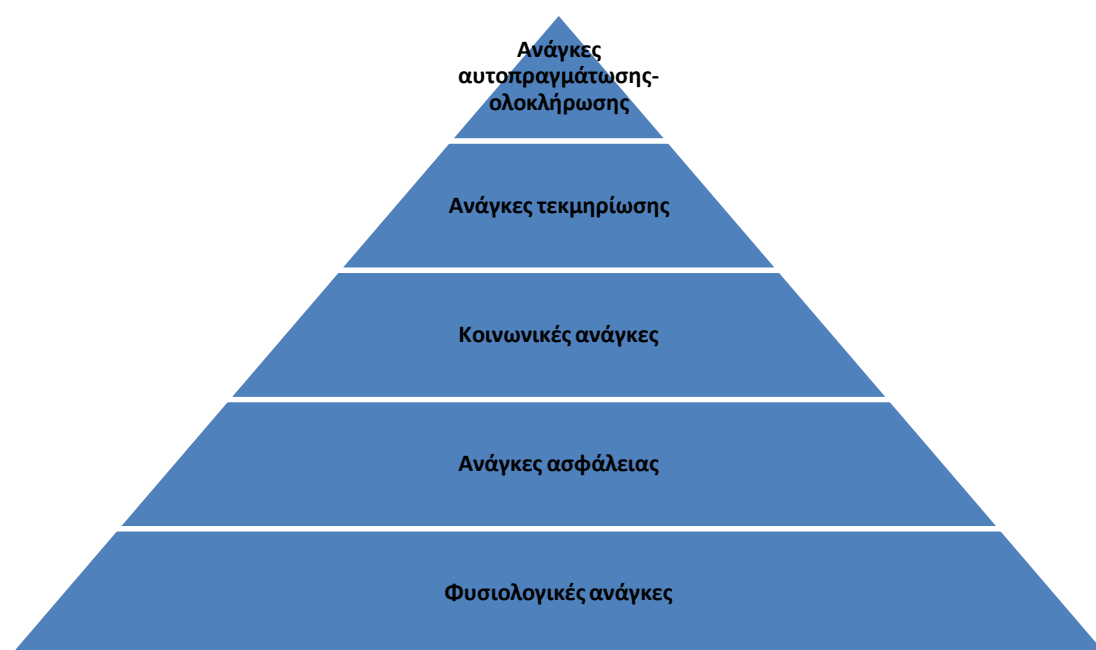 Ανάγκες
αυτοπραγμάτωσης-
ολοκλήρωσης
Ανάγκες τεκμηρίωσης
Κοινωνικές ανάγκες
Ανάγκες ασφάλειας
Φυσιολογικές ανάγκες